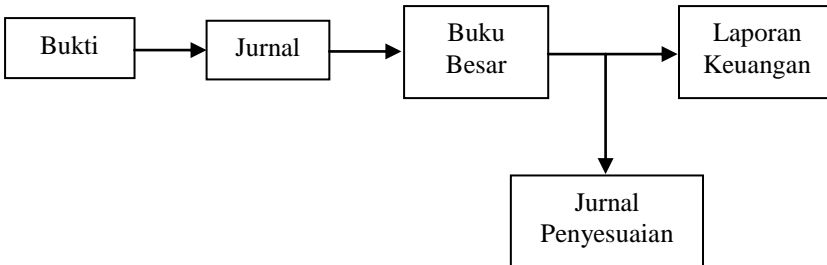 Bukti
Jurnal
Buku
Besar
Laporan
Keuangan
Jurnal
Penyesuaian